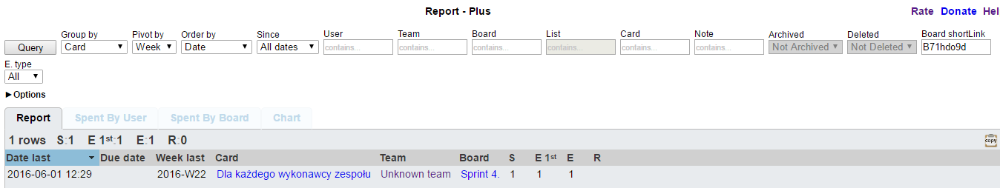 Report - Plus
Rate Donate Hel
Query Group by Pivot by Order by Since User Team Board List Card Note Archived Deleted Board shortLink
Card Week Date All dates contains... contains... contains... contains... contains... contains... Not Archived Not Deleted B71hdo9d
E. type
All
Options
Report Spent By User Spent By Board Chart
1 rows S:1 E 1st:1 E:1 R:0 copy
Date last Due date Week last Card Team Board S E 1st E R
2016-06-01 12:29 2016-W22 Dla każdego wykonawcy zespołu Unknown team Sprint 4. 1 1 1